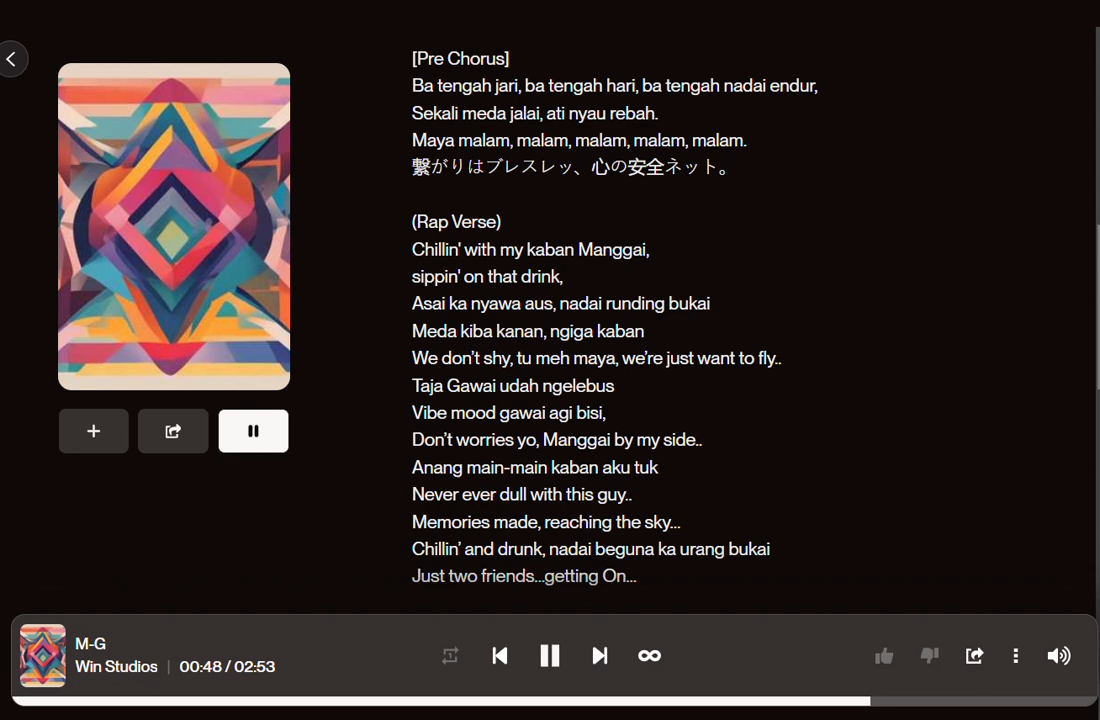 [Pre Chorus]
Ba tengah jari, ba tengah hari, ba tengah nadai endur,
Sekali meda jalai, ati nyau rebah.
Maya malam, malam, malam, malam, malam.
繋がりはブレスレッ、心の安全ネット。
(Rap Verse)
Chillin' with my kaban Manggai,
sippin' on that drink,
Asai ka nyawa aus, nadai runding bukai
Meda kiba kanan, ngiga kaban
We don’t shy, tu meh maya, we’re just want to fly..
Taja Gawai udah ngelebus
Vibe mood gawai agi bisi,
Don’t worries yo, Manggai by my side..
Anang main-main kaban aku tuk
Never ever dull with this guy..
Memories made, reaching the sky...
Chillin’ and drunk, nadai beguna ka urang bukai
Just two friends...getting On...
M-G
Win Studios | 00:48 / 02:53